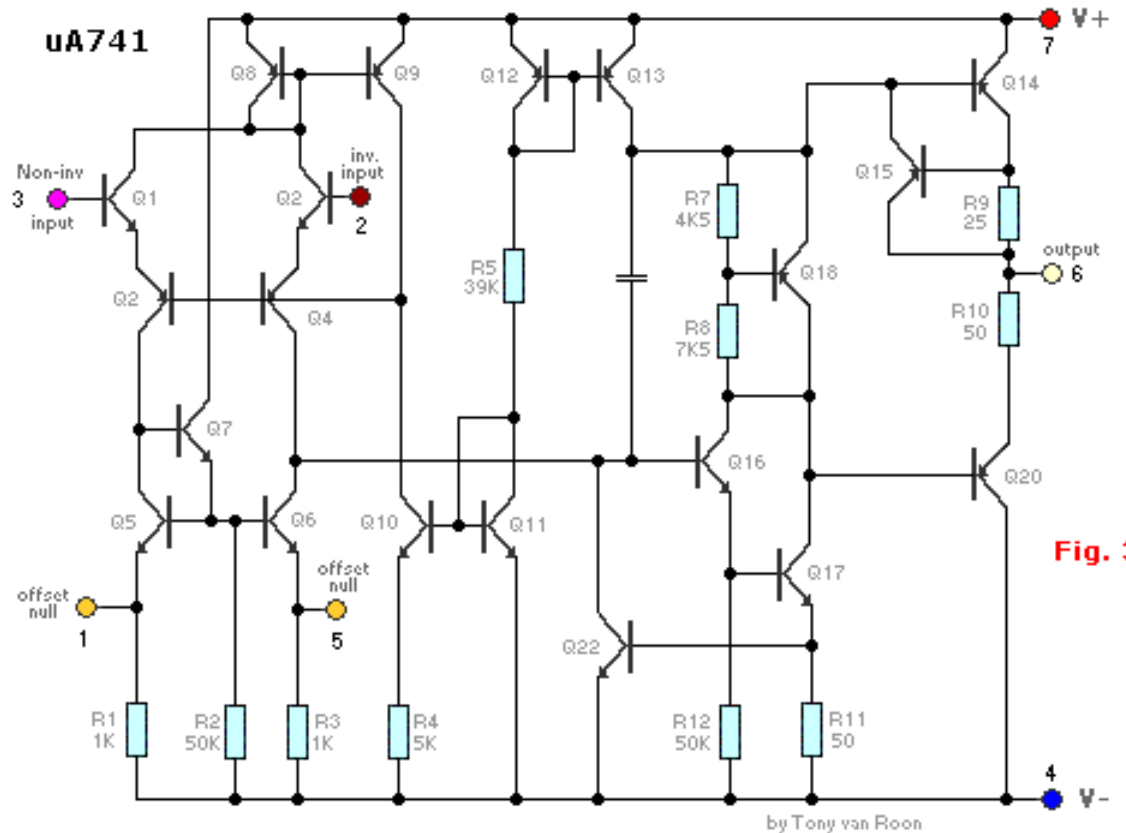 uA741
7
V+
Q8
Q9
Q12
Q13
Q14
Non-inv
3
input
Q1
inv.
input
Q2
2
Q15
R7
4K5
R9
25
output
6
Q2
Q4
R5
39K
Q18
R8
7K5
R10
50
Q7
Q16
Q20
Q5
Q6
Q10
Q11
Fig.
offset
null
1
offset
null
5
Q17
Q22
R1
1K
R2
50K
R3
1K
R4
5K
R12
50K
R11
50
4
V-
by Tony van Roon